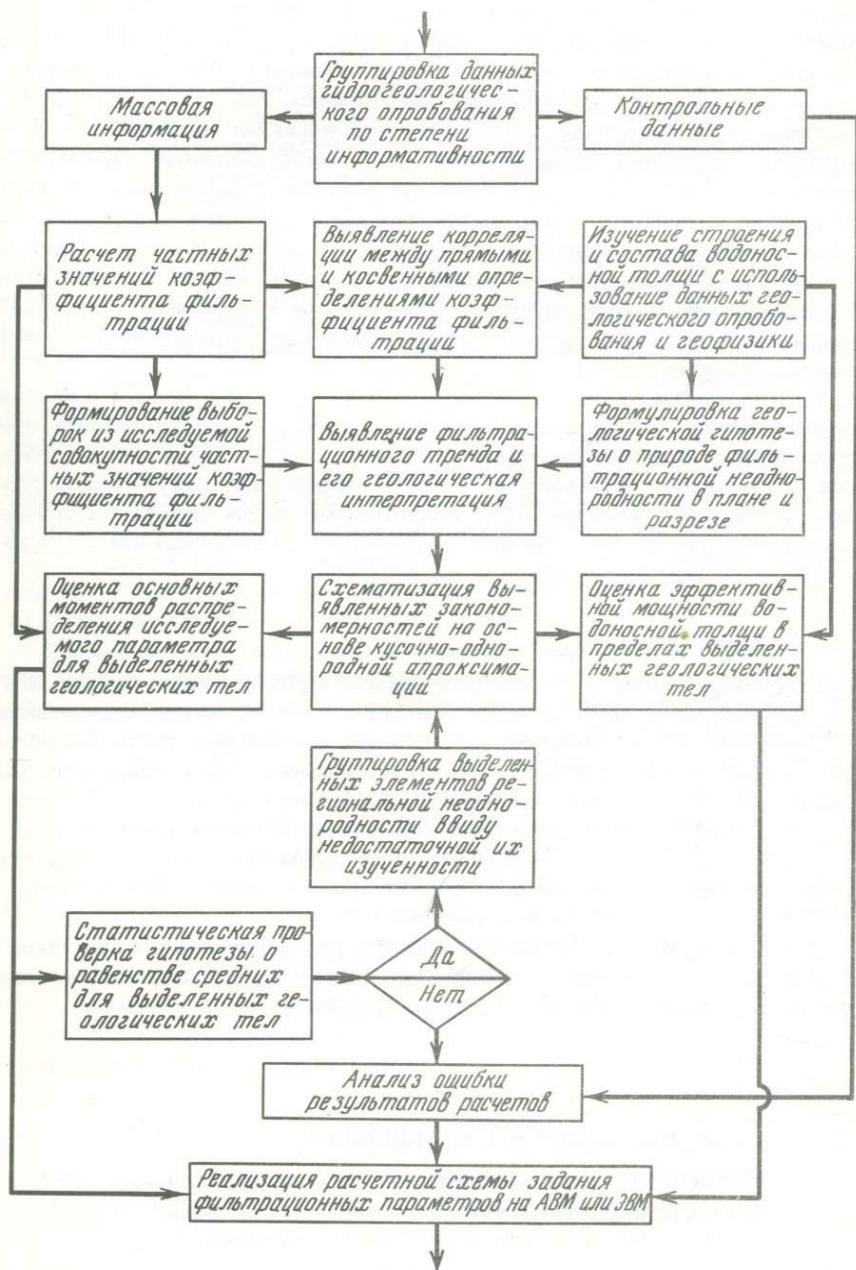 Группировка данных
гидрогеологичес-
кого опробования
по степени
информативности
Массовая
информация
Контрольные
данные
Расчет частных
значений коэф-
фициента филь-
трации
Выявление корреля-
ции между прямыми
и косвенными опре-
делениями коэф-
фициента филь-
трации
Изучение строения
и состава водонос-
ной толщи с исполь-
зование данных гео-
логического опробо-
вания и геофизики
Формирование выбо-
рок из исследуемой
совокупности част-
ных значений коэф-
фициента филь-
трации
Выявление фильтра-
ционного тренда и
его геологическая
интерпретация
Формулировка гео-
логической гипоте-
зы о природе филь-
трационной неодно-
родности в плане и
разрезе
Оценка основных
моментов распре-
деления исследуе-
мого параметра
для выделенных
геологических тел
Схематизация вы-
явленных законо-
мерностей на ос-
нове кусочно-одно-
родной апроксима-
ции
Оценка эффектив-
ной мощности во-
доносной толщи в
пределах выделен-
ных геологических
тел
Группировка выделен-
ных элементов ре-
гиональной неодно-
родности ввиду
недостаточной их
изученности
Статистическая про-
верка гипотезы о
равенстве средних
для выделенных ге-
ологических тел
Да
Нет
Анализ ошибки
результатов расчетов
Реализация расчетной схемы задания
фильтрационных параметров на АВМ или ЭВМ